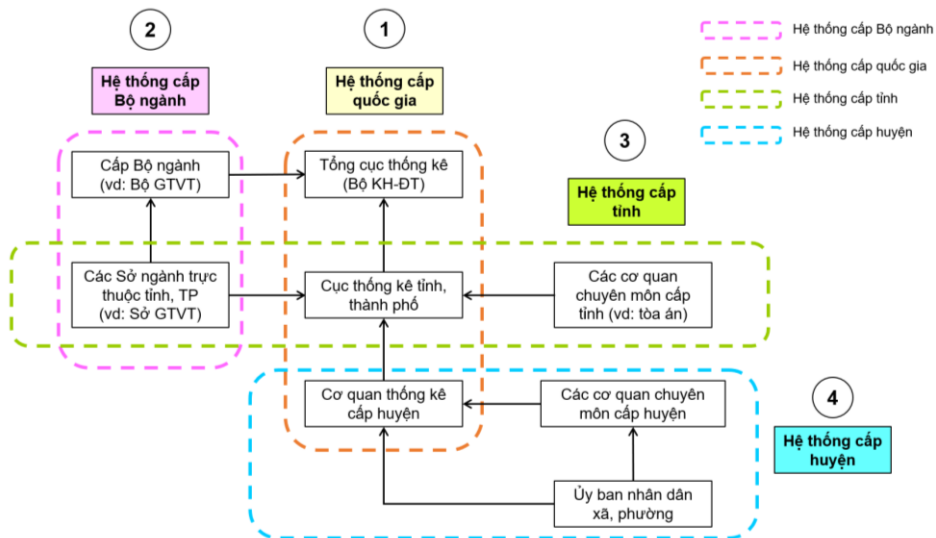 2
1
Hệ thống cấp
Bộ ngành
Hệ thống cấp
quốc gia
Hệ thống cấp Bộ ngành
Hệ thống cấp quốc gia
Hệ thống cấp tỉnh
Hệ thống cấp huyện
3
Hệ thống cấp
tỉnh
Cấp Bộ ngành
(vd: Bộ GTVT)
Tổng cục thống kê
(Bộ KH-ĐT)
Các Sở ngành trực
thuộc tỉnh, TP
(vd: Sở GTVT)
Cục thống kê tỉnh,
thành phố
Các cơ quan
chuyên môn cấp
tỉnh (vd: tòa án)
Cơ quan thống kê
cấp huyện
Các cơ quan chuyên
môn cấp huyện
4
Hệ thống cấp
huyện
Ủy ban nhân dân
xã, phường